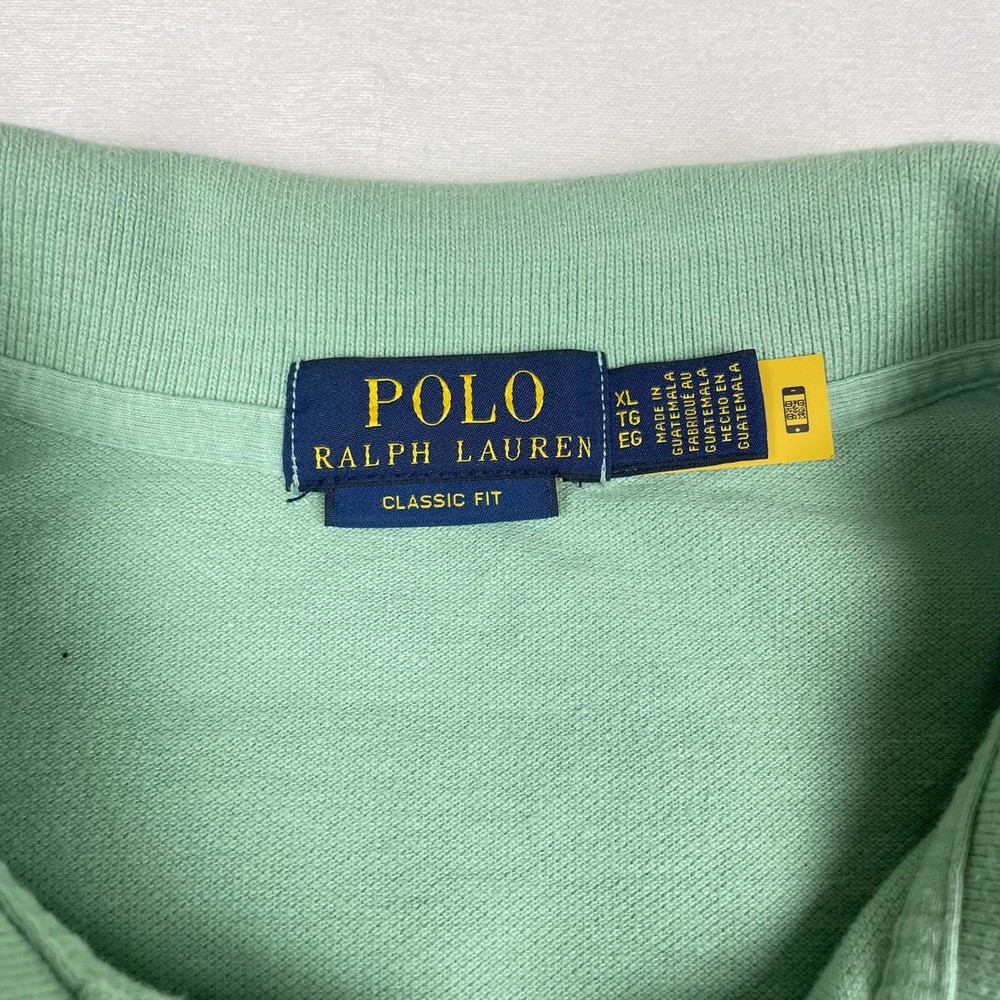 POLO
RALPH LAUREN
CLASSIC FIT
XL
TG
EG
MADE IN
GUATEMALA
FABRIQUÉ AU
GUATEMALA
HECHO EN
GUATEMALA